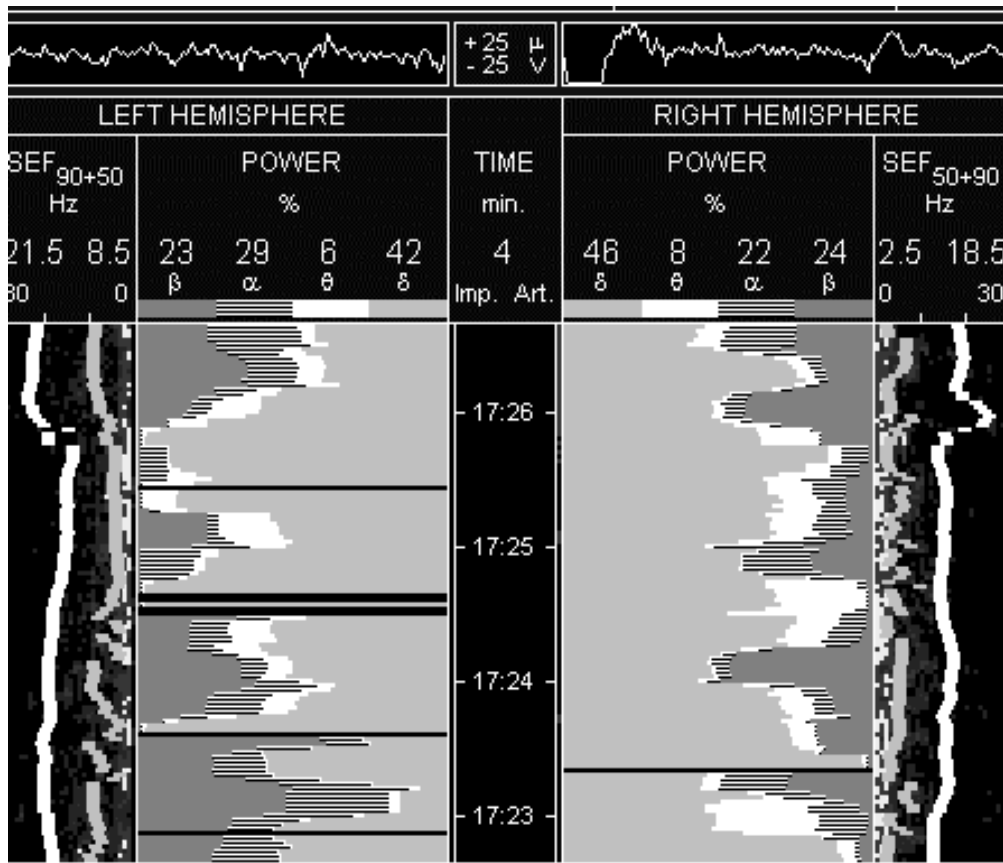 +25 μ
-25 V
LEFT HEMISPHERE
RIGHT HEMISPHERE
SEF90+50
POWER
TIME
POWER
SEF50+90
Hz
%
min.
%
Hz
21.5 8.5
23 29 6 42
4
46 8 22 24
2.5 18.5
β α θ δ
δ θ α β
30 0
Imp. Art.
0 30
17:26
17:25
17:24
17:23